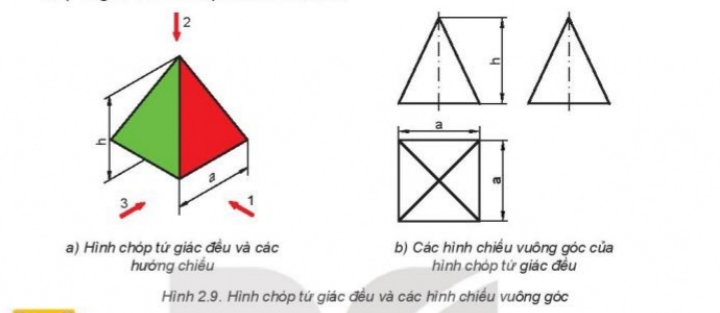 2
h
a
3
1
h
a
a
a) Hình chóp tứ giác đều và các
hướng chiếu
b) Các hình chiếu vuông góc của
hình chóp tứ giác đều
Hình 2.9. Hình chóp tứ giác đều và các hình chiếu vuông góc